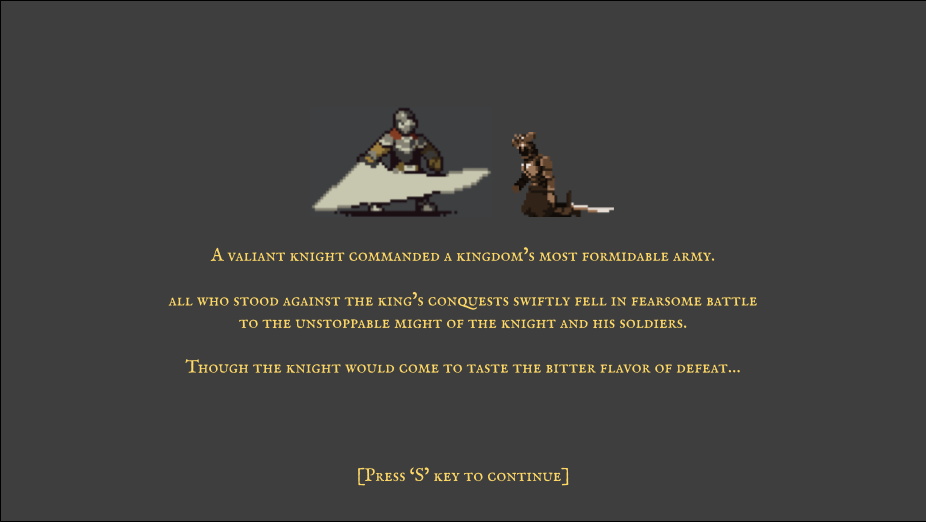 A valiant knight commanded a kingdom's most formidable army.
all who stood against the king's conquests swiftly fell in fearsome battle
to the unstoppable might of the knight and his soldiers.
Though the knight would come to taste the bitter flavor of defeat...
[Press ‘S’ key to continue]